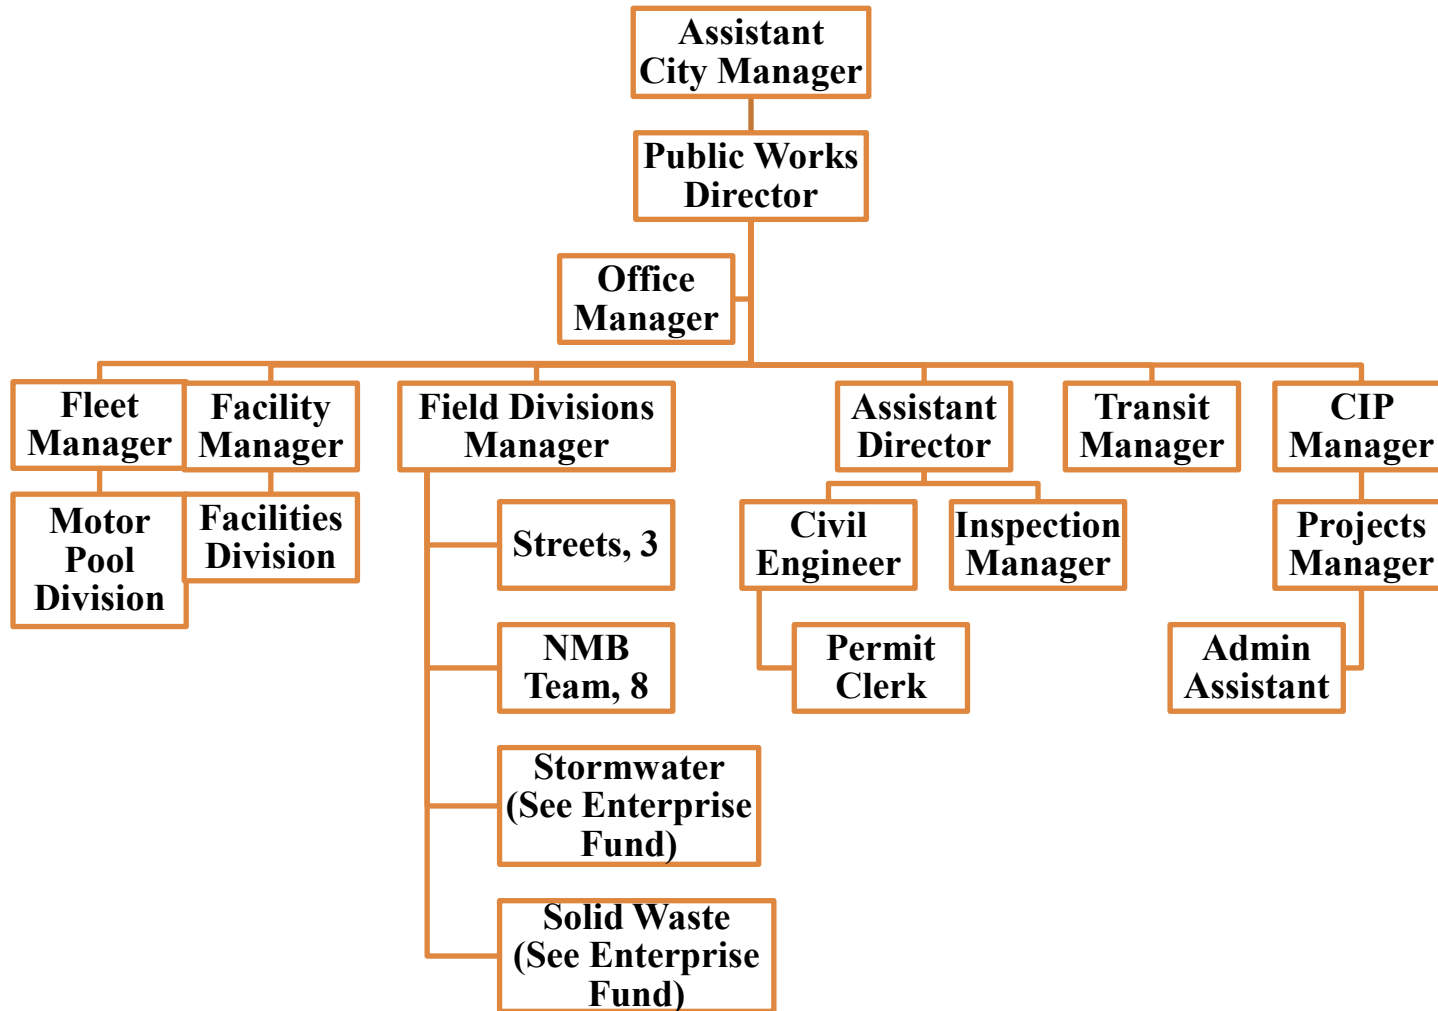 Assistant
City Manager
Public Works
Director
Office
Manager
Fleet
Manager
Facility
Manager
Field Divisions
Manager
Assistant
Director
Transit
Manager
CIP
Manager
Motor
Pool
Division
Facilities
Division
Streets, 3
NMB
Team, 8
Stormwater
(See Enterprise
Fund)
Solid Waste
(See Enterprise
Fund)
Civil
Engineer
Inspection
Manager
Permit
Clerk
Projects
Manager
Admin
Assistant